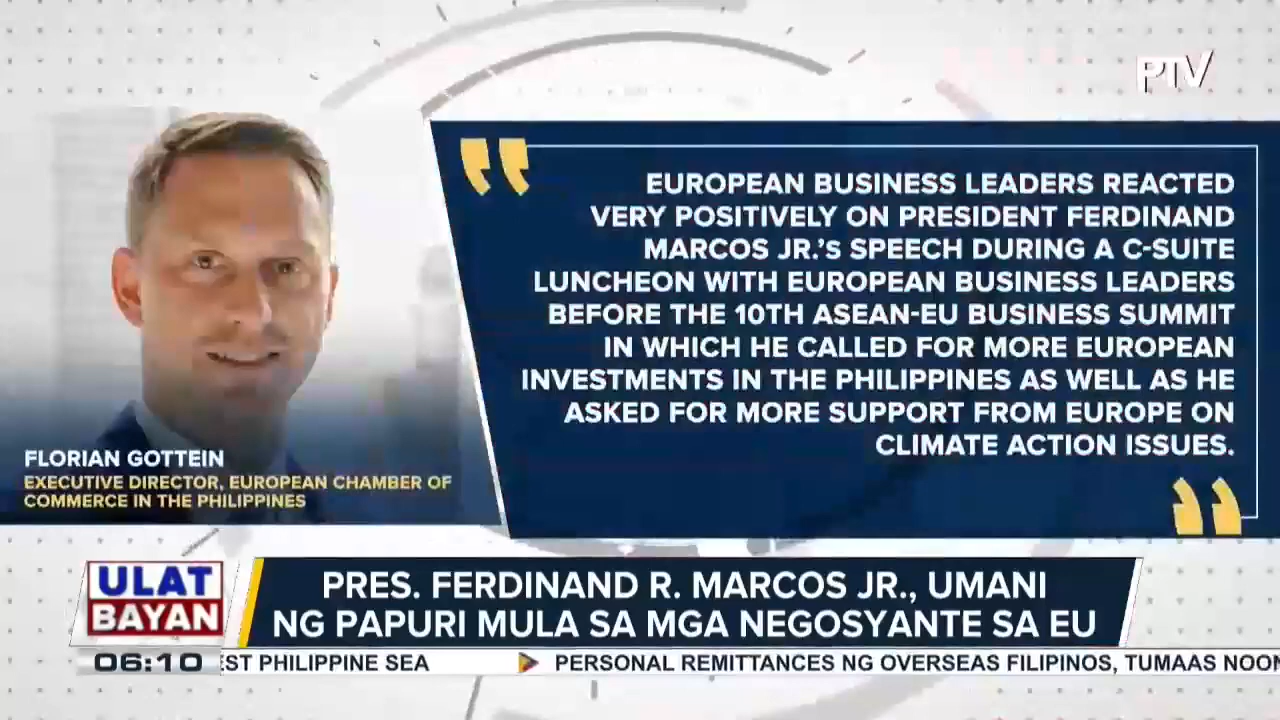 PTV
EUROPEAN BUSINESS LEADERS REACTED
VERY POSITIVELY ON PRESIDENT FERDINAND
MARCOS JR.'s SPEECH DURING A C-SUITE
LUNCHEON WITH EUROPEAN BUSINESS LEADERS
BEFORE THE 10TH ASEAN-EU BUSINESS SUMMIT
IN WHICH HE CALLED FOR MORE EUROPEAN
INVESTMENTS IN THE PHILIPPINES AS WELL AS HE
ASKED FOR MORE SUPPORT FROM EUROPE ON
CLIMATE ACTION ISSUES.
FLORIAN GOTTEIN
EXECUTIVE DIRECTOR, EUROPEAN CHAMBER OF
COMMERCE IN THE PHILIPPINES
ULAT
BAYAN
PRES. FERDINAND R. MARCOS JR., UMANI
NG PAPURI MULA SA MGA NEGOSYANTE SA EU
06:10
EST PHILIPPINE SEA PERSONAL REMITTANCES NG OVERSEAS FILIPINOS, TUMAAS NOON